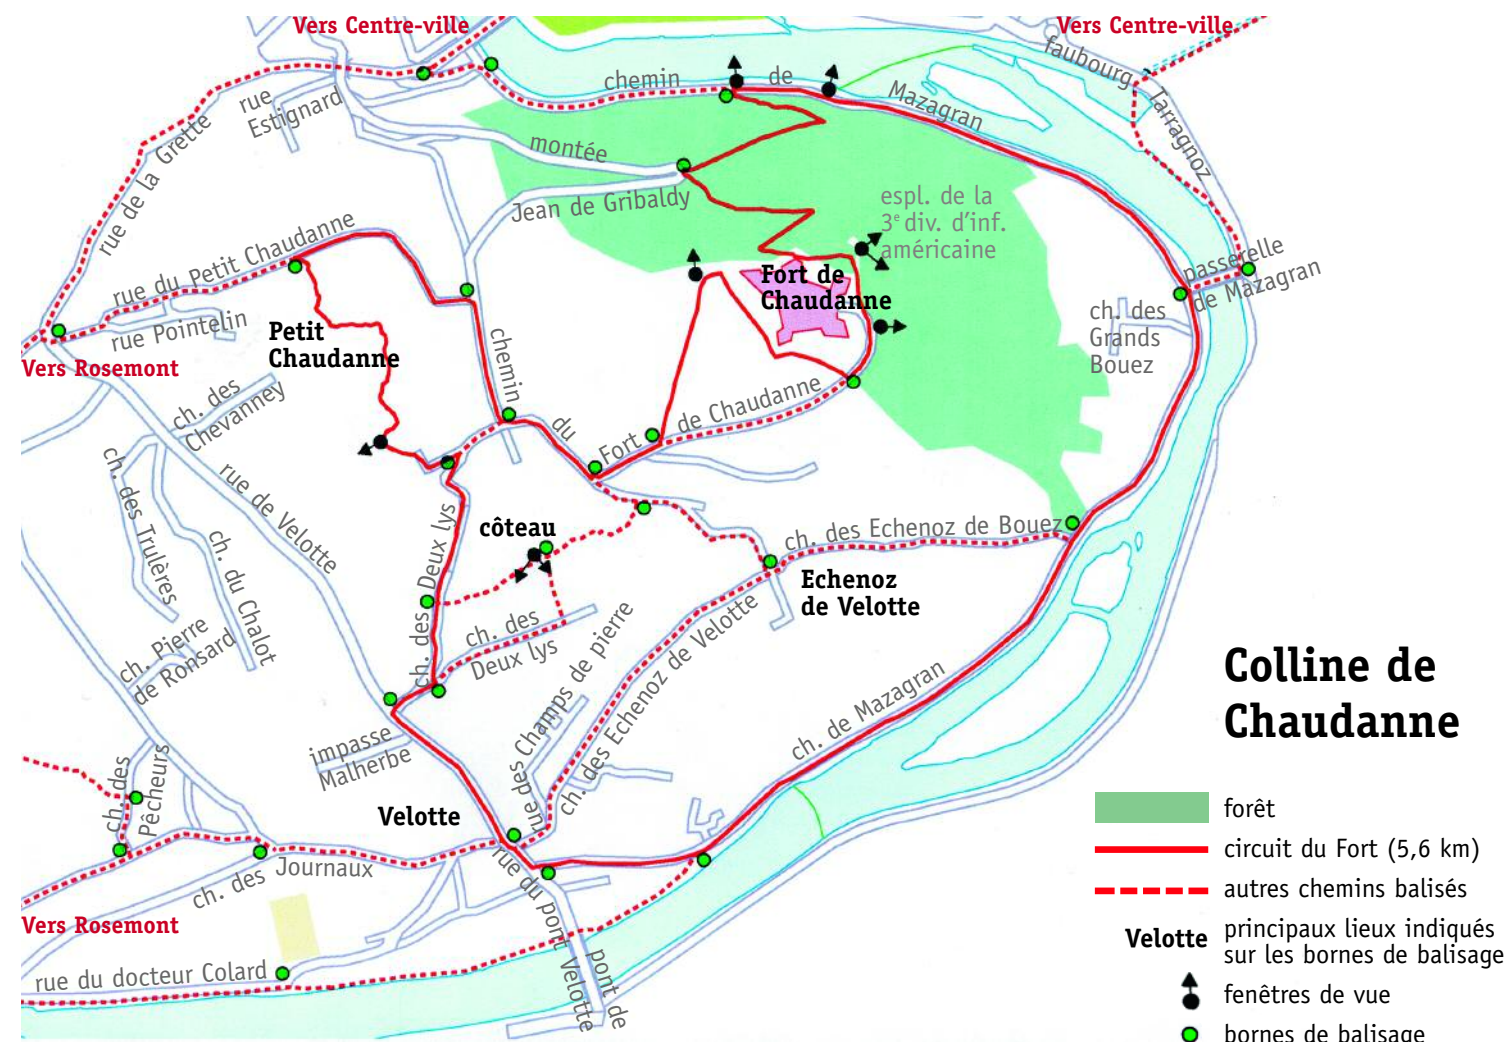 Vers Centre-ville
Vers Centre-ville
faubourg
Tarragnoz
chemin
de
Mazagran
rue
Estignard
rue de la Grette
montée
Jean de Gribaldy
espl. de la
3e div. d'inf.
américaine
rue du Petit Chaudanne
rue Pointelin
Petit
Chaudanne
Fort de
Chaudanne
passerelle
de Mazagran
ch. des
Grands
Bouez
Vers Rosemont
ch. des
Chevanney
chemin
du
Fort
de Chaudanne
ch. des Trulères
rue de Velotte
ch. du Chalot
ch. des Deux lys
côteau
ch. des Echenoz de Bouez
Echenoz
de Velotte
ch. des
Deux lys
ch. Pierre
de Ronsard
rue des Champs de pierre
ch. des Echenoz de Velotte
ch. de Mazagran
impasse
Malherbe
ch. des
Pêcheurs
Velotte
ch. des Journaux
Vers Rosemont
rue du docteur Colard
rue du pont Velotte
pont de
Colline de
Chaudanne
forêt
circuit du Fort (5,6 km)
autres chemins balisés
Velotte principaux lieux indiqués
sur les bornes de balisage
fenêtres de vue
bornes de balisage